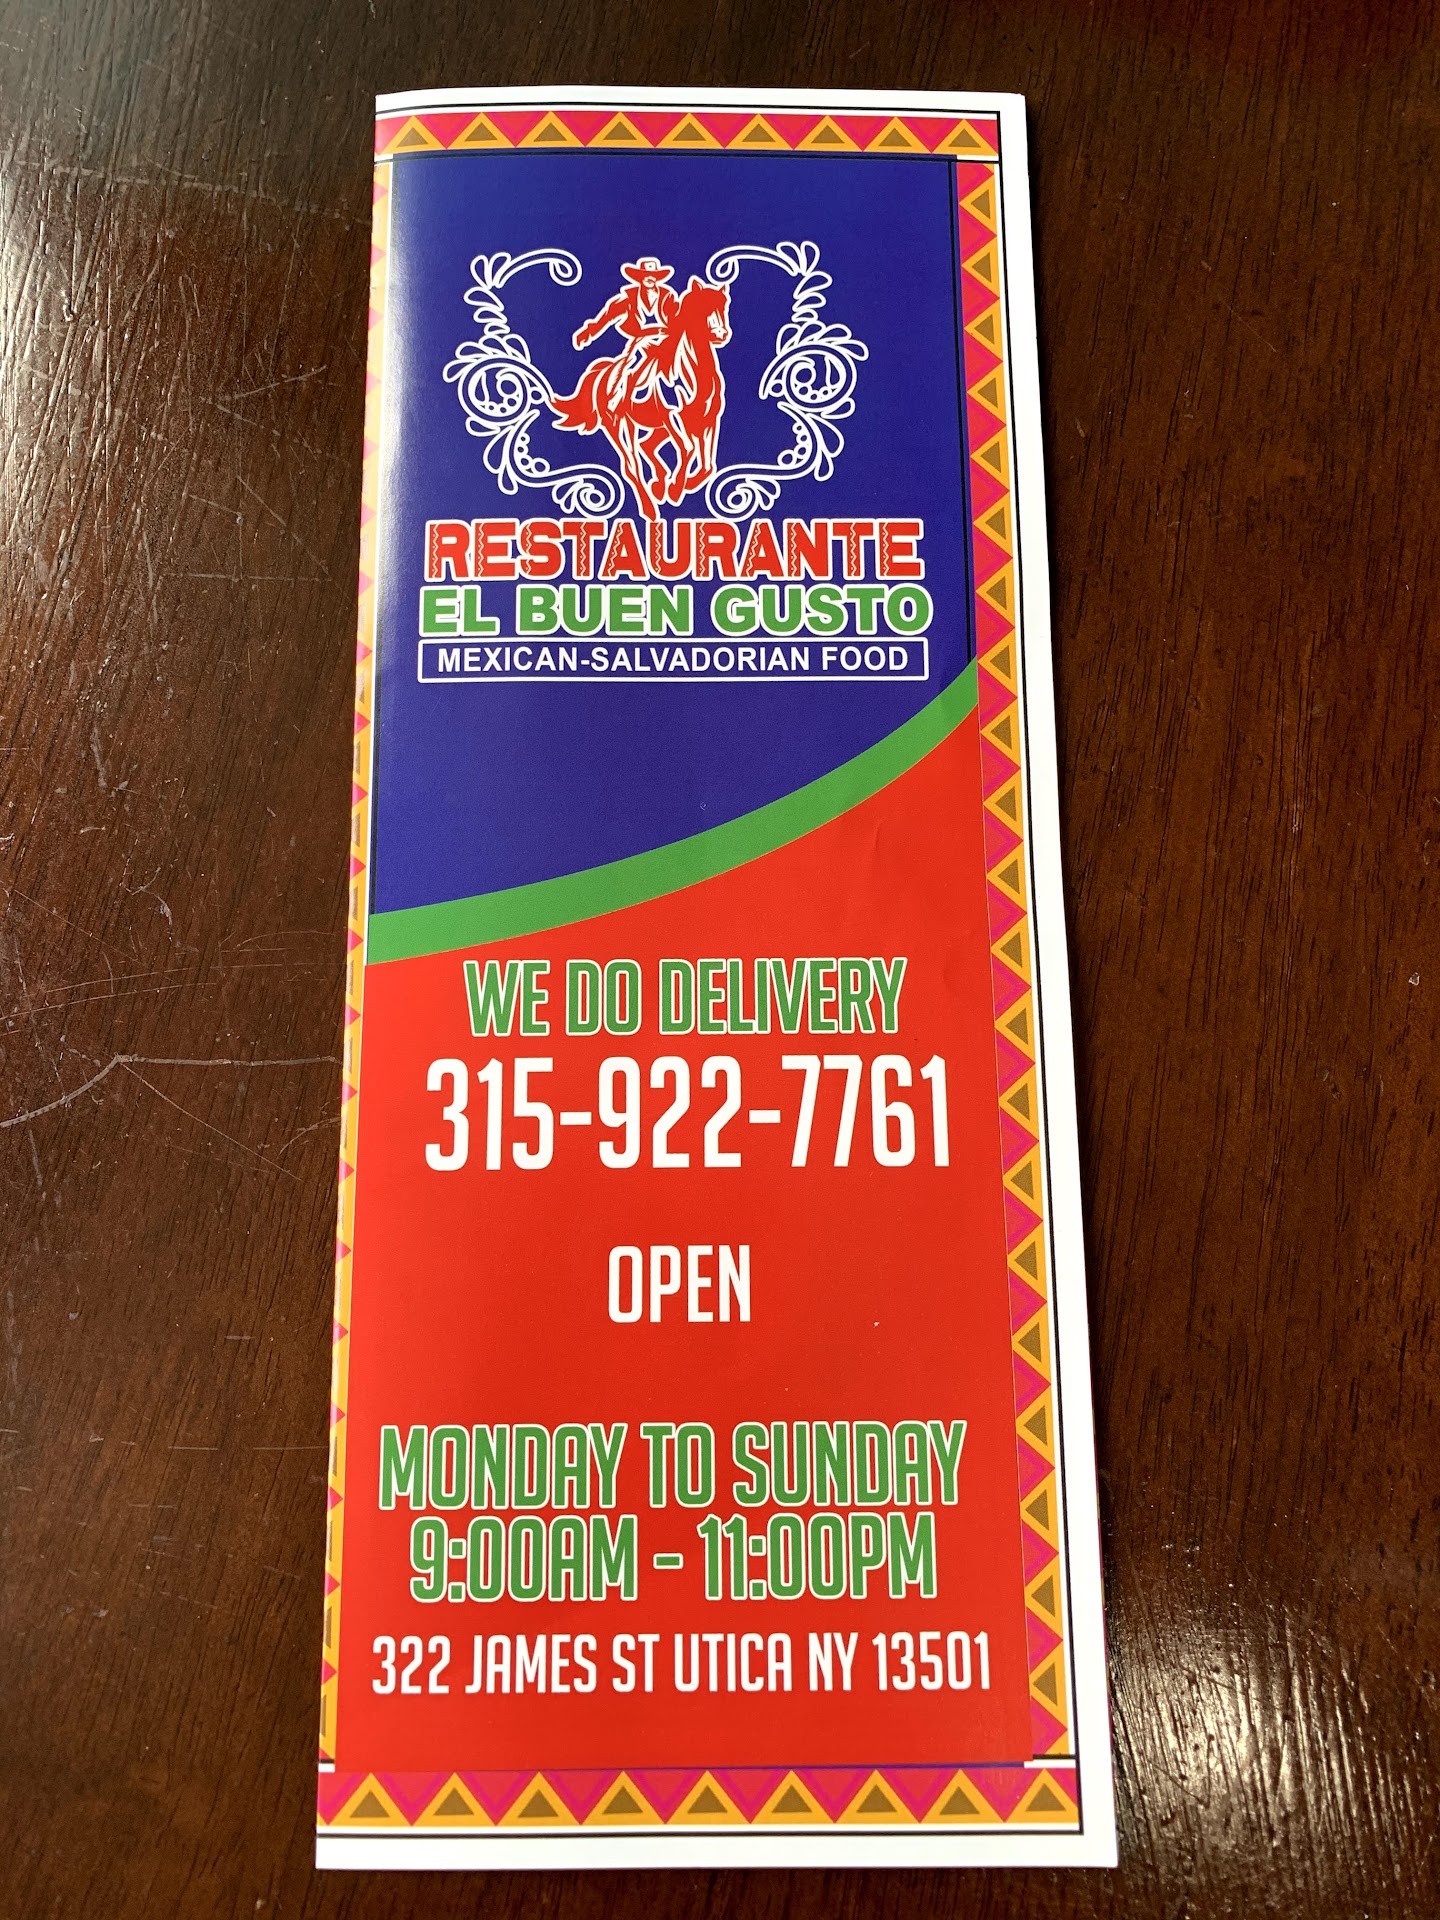 RESTAURANTE
EL BUEN GUSTO
MEXICAN-SALVADORIAN FOOD
WE DO DELIVERY
315-922-7761
OPEN
MONDAY TO SUNDAY
9:00AM - 11:00PM
322 JAMES ST UTICA NY 13501